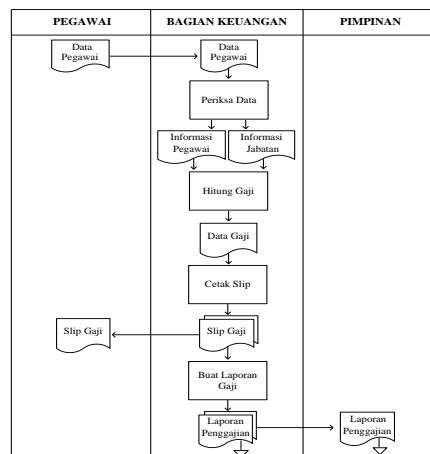 PEGAWAI
BAGIAN KEUANGAN
PIMPINAN
Data
Pegawai
Data
Pegawai
Periksa Data
Informasi
Pegawai
Informasi
Jabatan
Hitung Gaji
Data Gaji
Cetak Slip
Slip Gaji
Slip Gaji
Buat Laporan
Gaji
Laporan
Penggajian
Laporan
Penggajian